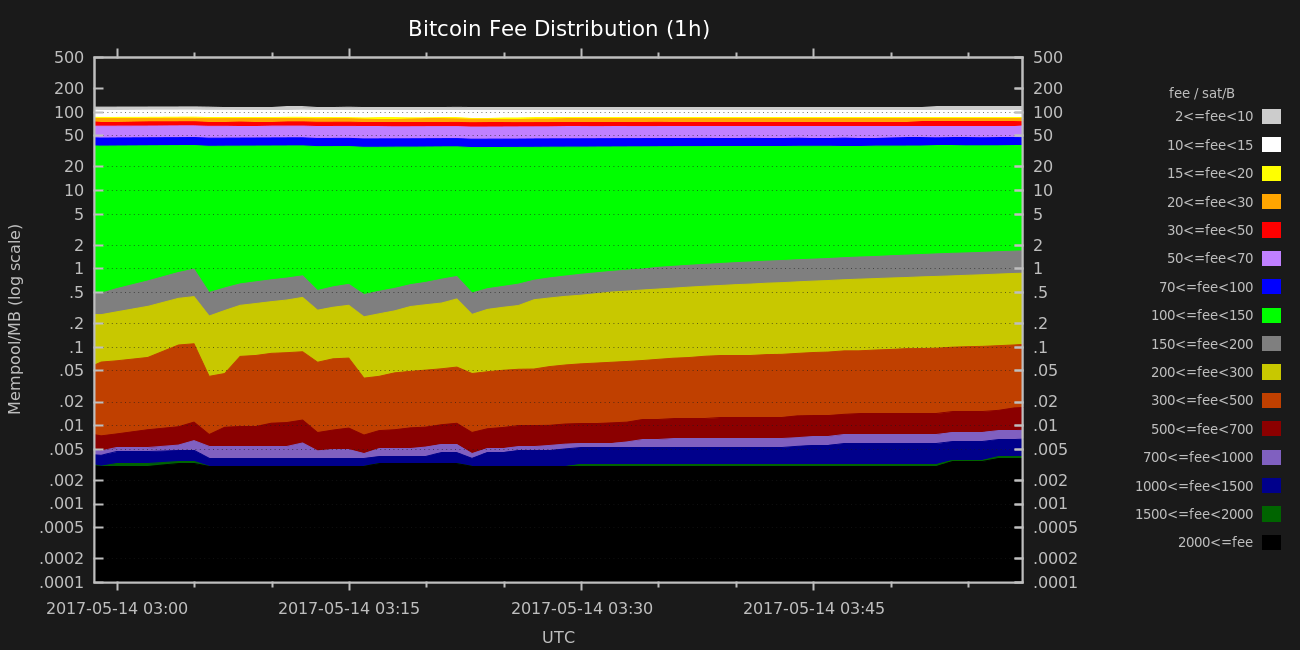 Bitcoin Fee Distribution (1h)
Mempool/MB (log scale)
500
200
100
50
20
10
5
2
1
.5
.2
.1
.05
.02
.01
.005
.002
.001
.0005
.0002
.0001
500
200
100
50
20
10
5
2
1
.5
.2
.1
.05
.02
.01
.005
.002
.001
.0005
.0002
.0001
2017-05-14 03:00
2017-05-14 03:15
2017-05-14 03:30
2017-05-14 03:45
UTC
fee / sat/B
2<=fee<10
10<=fee<15
15<=fee<20
20<=fee<30
30<=fee<50
50<=fee<70
70<=fee<100
100<=fee<150
150<=fee<200
200<=fee<300
300<=fee<500
500<=fee<700
700<=fee<1000
1000<=fee<1500
1500<=fee<2000
2000<=fee